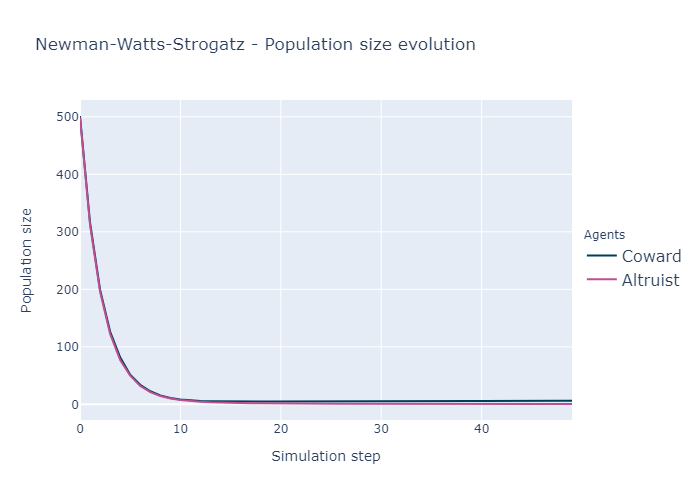 Newman-Watts-Strogatz - Population size evolution
Population size
500
400
300
200
100
0
0
10
20
30
40
Simulation step
Agents
Coward
Altruist